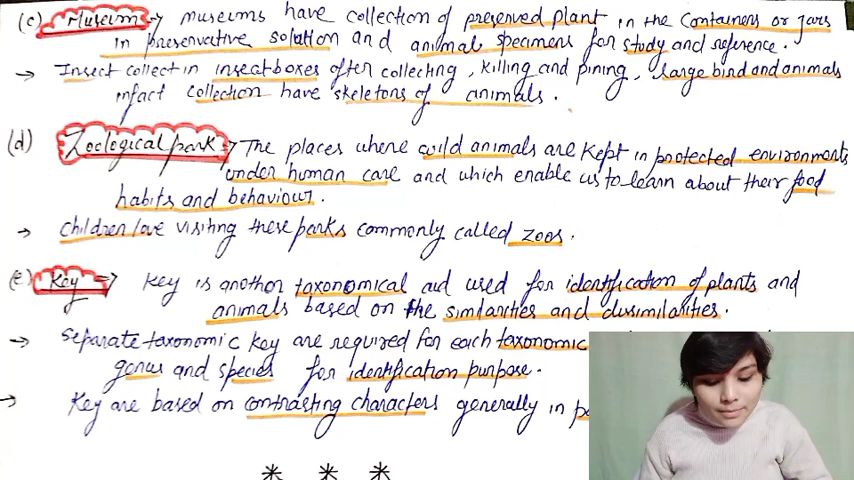 (c) Museum → museums have collection of preserved plant in the containers or jars
in preservative solution and animal specimens for study and reference.
→ Insect collect in insect boxes after collecting, killing and pining, large bird and animals
infact collection have skeletons of animals.
(d) Zoological park → The places where wild animals are kept in protected environments
under human care and which enable us to learn about their food
habits and behaviour.
→ children love visiting these parks commonly called zoos.
(e) Key → Key is another taxonomical aid used for identification of plants and
animals based on the similarities and dissimilarities.
→ separate taxonomic key are required for each taxonomic
genus and species for identification purpose.
→ Key are based on contrasting characters generally in
* * *